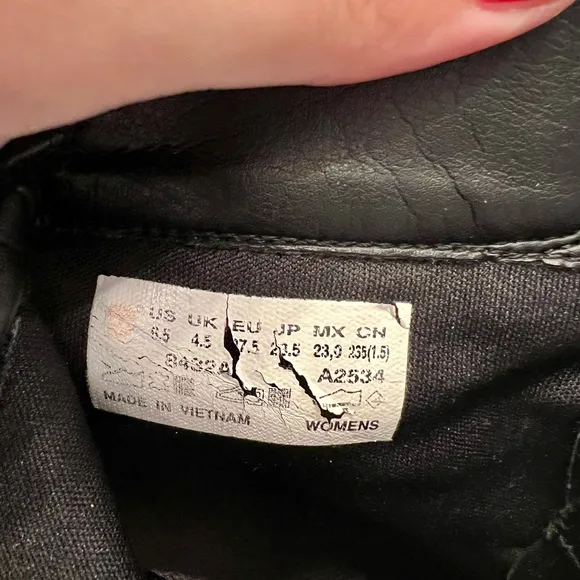 US UK EU JP MX CN
6.5 4.5 37.5 23.5 23,0 235(1.5)
A2534
MADE IN VIETNAM WOMENS